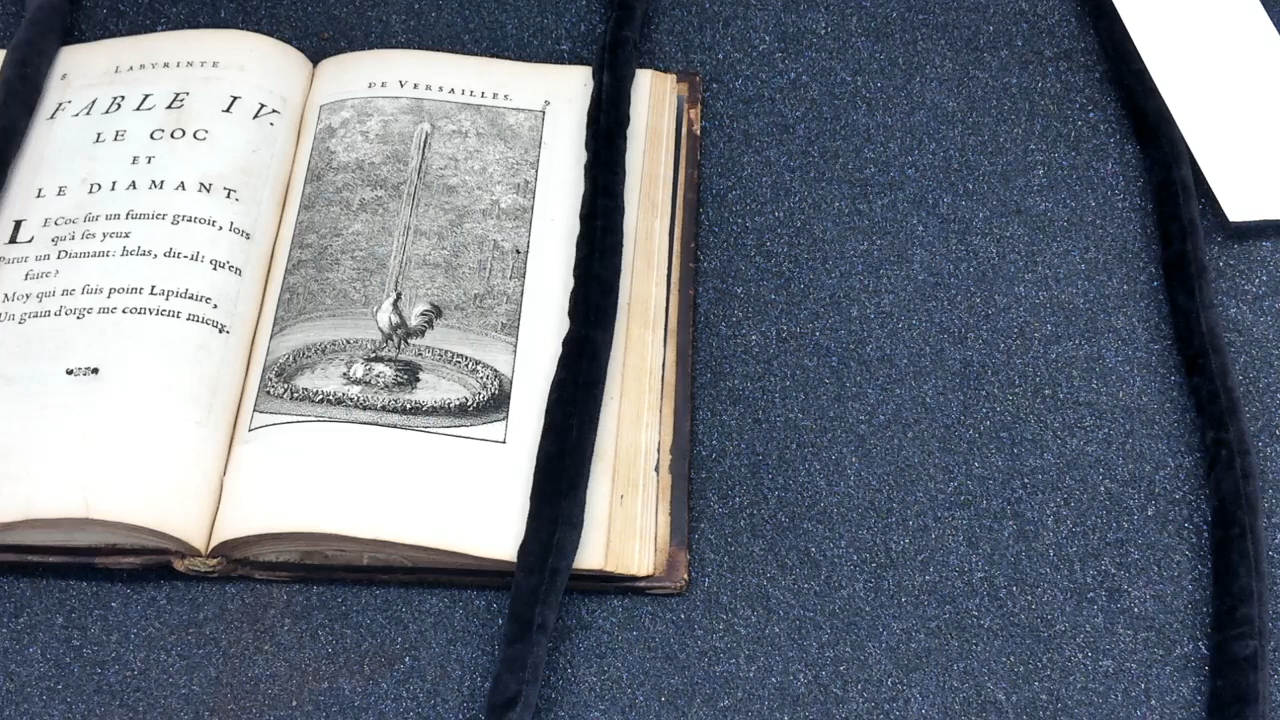 8 LABYRINTE
FABLE IV.
LE COC
ET
LE DIAMANT.
LE Coc ſur un fumier gratoit, lors
qu'à ſes yeux
Parut un Diamant: helas, dit-il! qu'en
faire?
Moy qui ne ſuis point Lapidaire,
Un grain d'orge me convient mieux.
DE VERSAILLES. 9